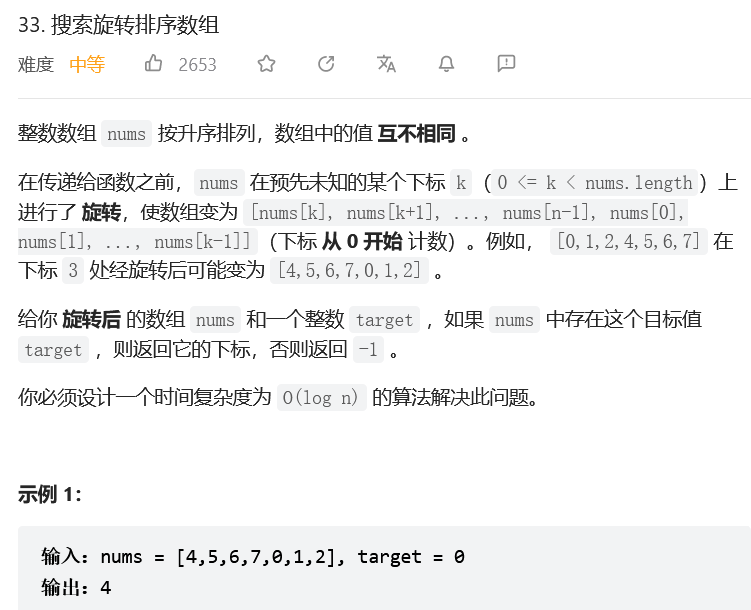 33. 搜索旋转排序数组
难度 中等 2653
整数数组 nums 按升序排列，数组中的值 互不相同 。
在传递给函数之前，nums 在预先未知的某个下标 k（0 <= k < nums.length）上
进行了 旋转，使数组变为 [nums[k], nums[k+1], ..., nums[n-1], nums[0],
nums[1], ..., nums[k-1]]（下标 从 0 开始 计数）。例如， [0,1,2,4,5,6,7] 在
下标 3 处经旋转后可能变为 [4,5,6,7,0,1,2] 。
给你 旋转后 的数组 nums 和一个整数 target ，如果 nums 中存在这个目标值
target ，则返回它的下标，否则返回 -1 。
你必须设计一个时间复杂度为 O(log n) 的算法解决此问题。
示例 1：
输入：nums = [4,5,6,7,0,1,2], target = 0
输出：4